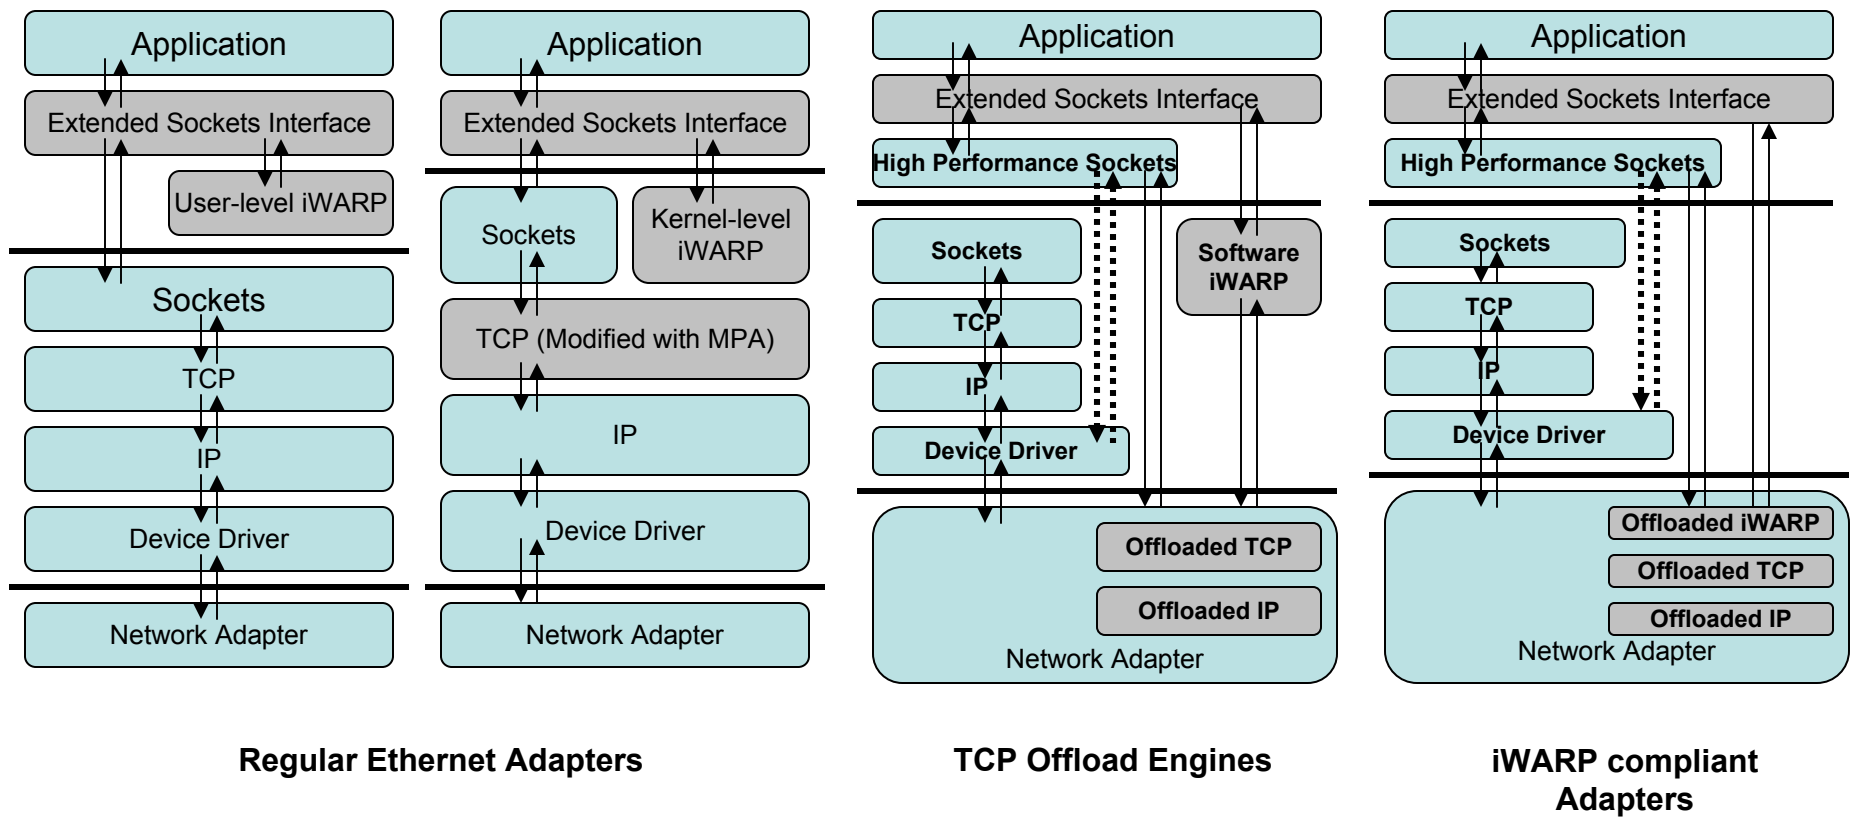 Application
Extended Sockets Interface
User-level iWARP
Sockets
TCP
IP
Device Driver
Network Adapter
Application
Extended Sockets Interface
Sockets
Kernel-level
iWARP
TCP (Modified with MPA)
IP
Device Driver
Network Adapter
Regular Ethernet Adapters
Application
Extended Sockets Interface
High Performance Sockets
Sockets
Software
iWARP
TCP
IP
Device Driver
Offloaded TCP
Offloaded IP
Network Adapter
TCP Offload Engines
Application
Extended Sockets Interface
High Performance Sockets
Sockets
TCP
IP
Device Driver
Offloaded iWARP
Offloaded TCP
Offloaded IP
Network Adapter
iWARP compliant
Adapters